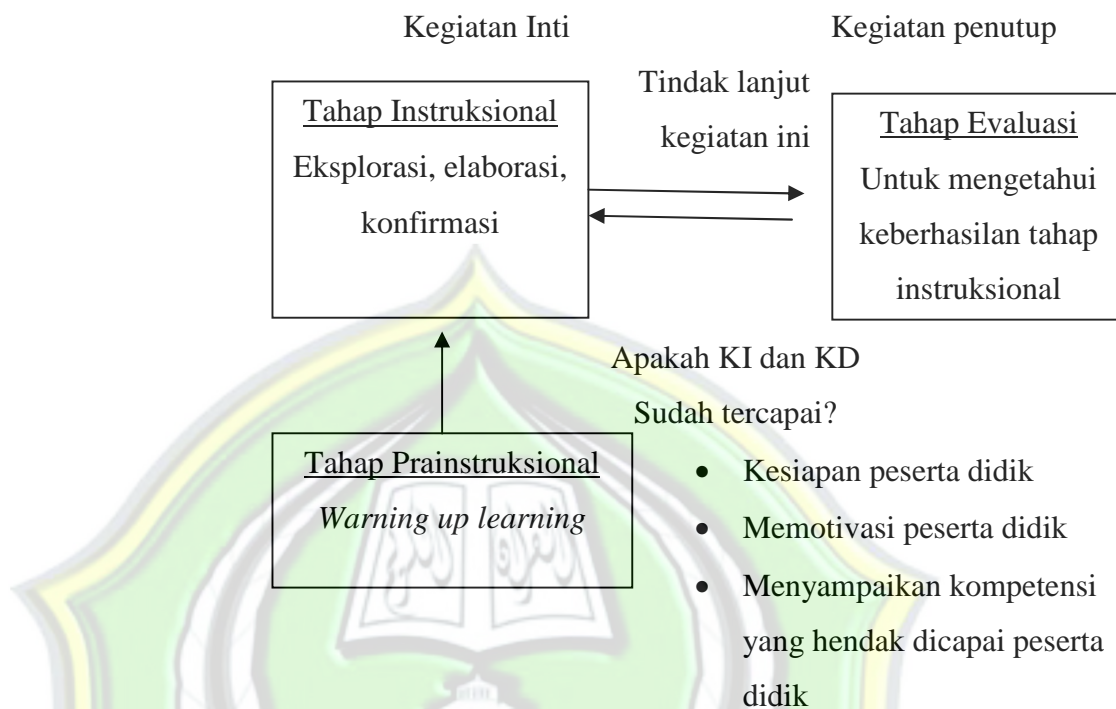 Kegiatan Inti
Kegiatan penutup
Tahap Instruksional
Eksplorasi, elaborasi,
konfirmasi
Tindak lanjut
kegiatan ini
Tahap Evaluasi
Untuk mengetahui
keberhasilan tahap
instruksional
Apakah KI dan KD
Sudah tercapai?
Tahap Prainstruksional
Warning up learning
• Kesiapan peserta didik
• Memotivasi peserta didik
• Menyampaikan kompetensi
yang hendak dicapai peserta
didik